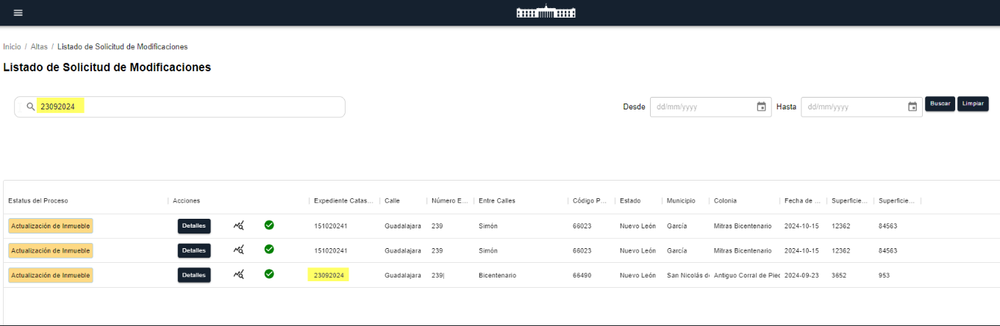 Inicio / Altas / Listado de Solicitud de Modificaciones
Listado de Solicitud de Modificaciones
23092024 Desde dd/mm/yyyy Hasta dd/mm/yyyy Buscar Limpiar
Estatus del Proceso Acciones Expediente Catas... Calle Número E... Entre Calles Código P... Estado Municipio Colonia Fecha de ... Superficie... Superficie...
Actualización de Inmueble Detalles 151020241 Guadalajara 239 Simón 66023 Nuevo León García Mitras Bicentenario 2024-10-15 12362 84563
Actualización de Inmueble Detalles 151020241 Guadalajara 239 Simón 66023 Nuevo León García Mitras Bicentenario 2024-10-15 12362 84563
Actualización de Inmueble Detalles 23092024 Guadalajara 239| Bicentenario 66490 Nuevo León San Nicolás d Antiguo Corral de Pied 2024-09-23 3652 953